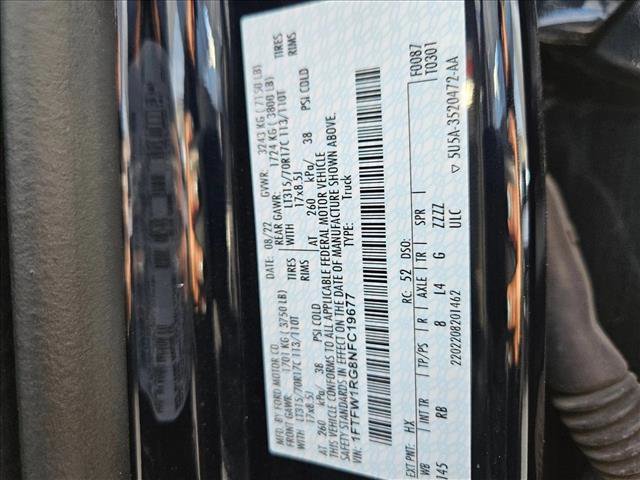 MFD. BY FORD MOTOR CO.
DATE: 08/22 GVWR: 3243 KG ( 7150 LB)
FRONT GAWR: 1701 KG ( 3750 LB) REAR GAWR: 1724 KG ( 3800 LB)
WITH LT315/70R17C 113/110T TIRES WITH LT315/70R17C 113/110T TIRES
17x8.5J RIMS 17x8.5J RIMS
AT 260 kPa/ 38 PSI COLD AT 260 kPa/ 38 PSI COLD
THIS VEHICLE CONFORMS TO ALL APPLICABLE FEDERAL MOTOR VEHICLE
SAFETY STANDARDS IN EFFECT ON THE DATE OF MANUFACTURE SHOWN ABOVE.
VIN: 1FTFW1RG8NFC19677 TYPE: Truck
F0087
T0301
EXT PNT: HX RC: 52 DSO:
WB INT TR TP/PS R AXLE TR SPR
145 RB 8 L4 G ZZZZ
2202208201462 ULC
▽ 5U5A-3520472-AA